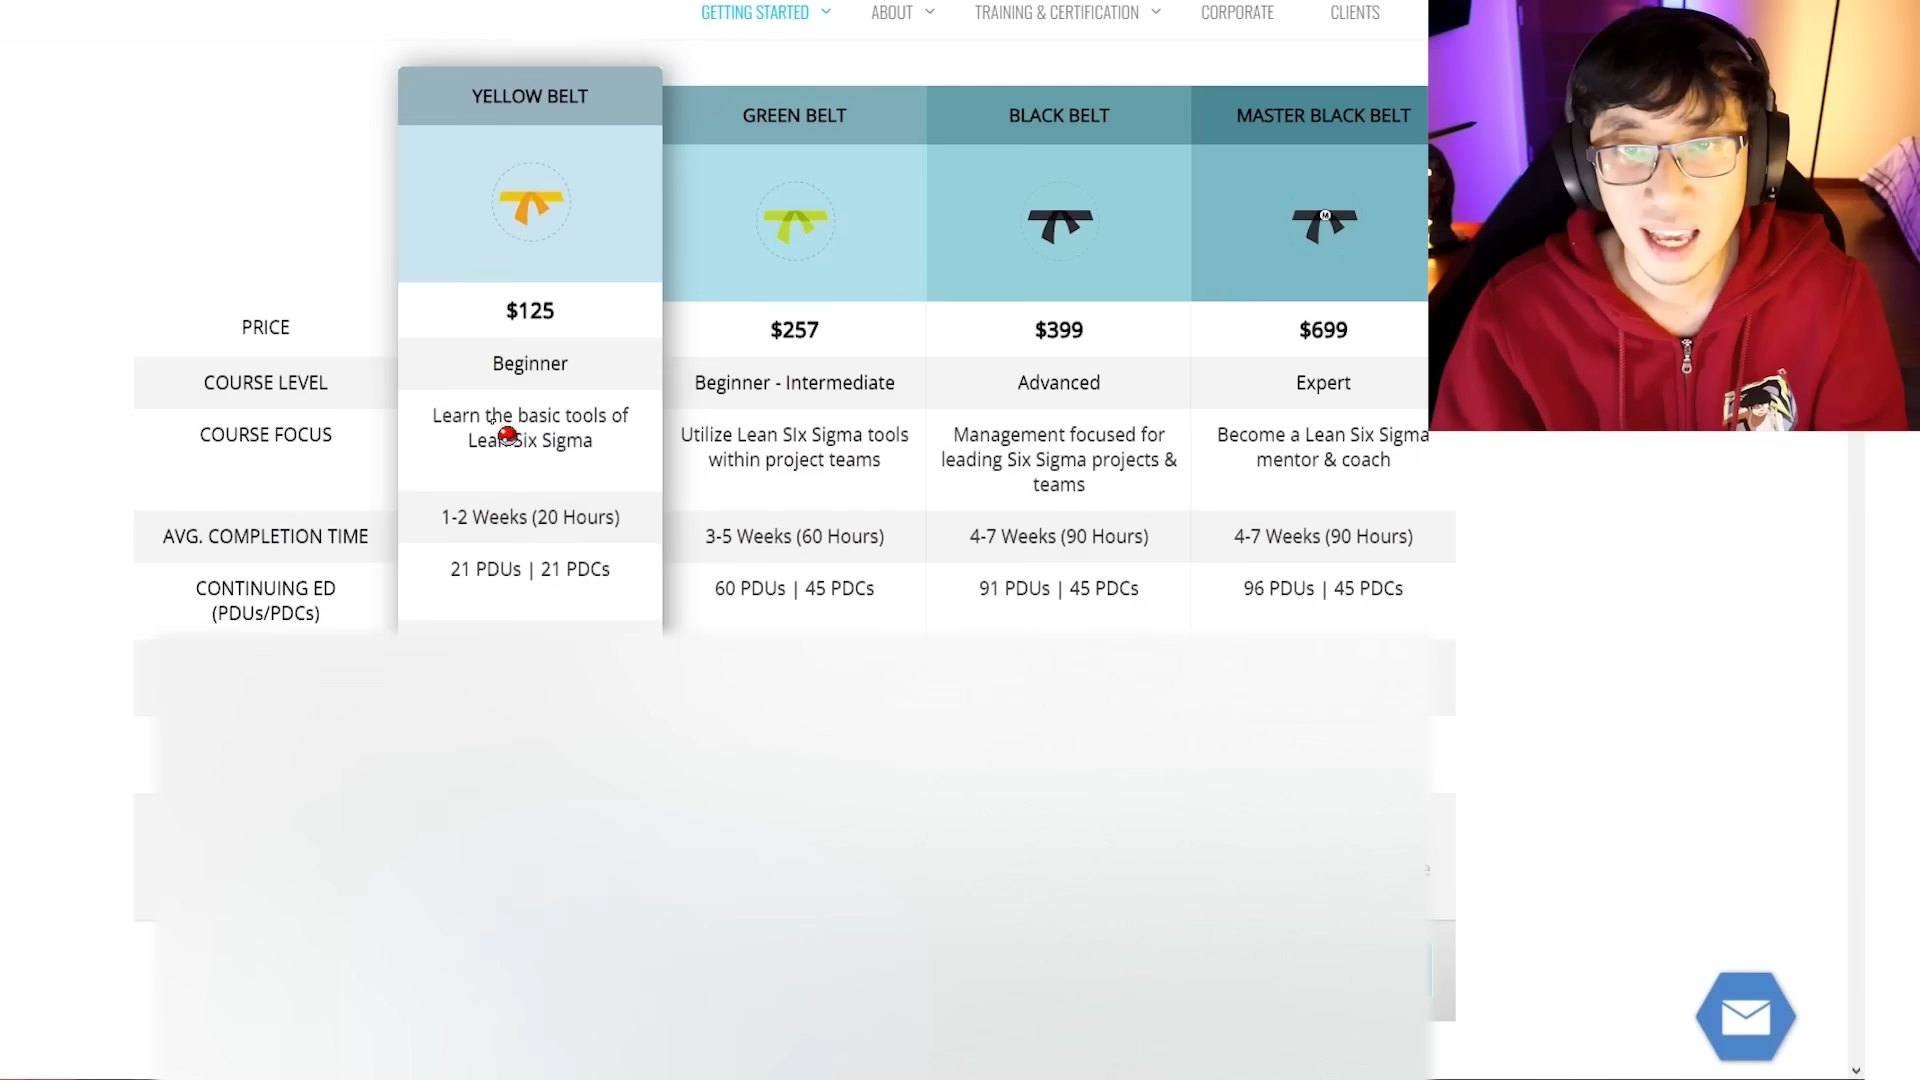 GETTING STARTED
ABOUT
TRAINING & CERTIFICATION
CORPORATE
CLIENTS
YELLOW BELT
GREEN BELT
BLACK BELT
MASTER BLACK BELT
M
PRICE
$125
$257
$399
$699
COURSE LEVEL
Beginner
Beginner - Intermediate
Advanced
Expert
COURSE FOCUS
Learn the basic tools of
Lean Six Sigma
Utilize Lean SIx Sigma tools
within project teams
Management focused for
leading Six Sigma projects &
teams
Become a Lean Six Sigma
mentor & coach
AVG. COMPLETION TIME
1-2 Weeks (20 Hours)
3-5 Weeks (60 Hours)
4-7 Weeks (90 Hours)
4-7 Weeks (90 Hours)
CONTINUING ED
(PDUs/PDCs)
21 PDUs | 21 PDCs
60 PDUs | 45 PDCs
91 PDUs | 45 PDCs
96 PDUs | 45 PDCs